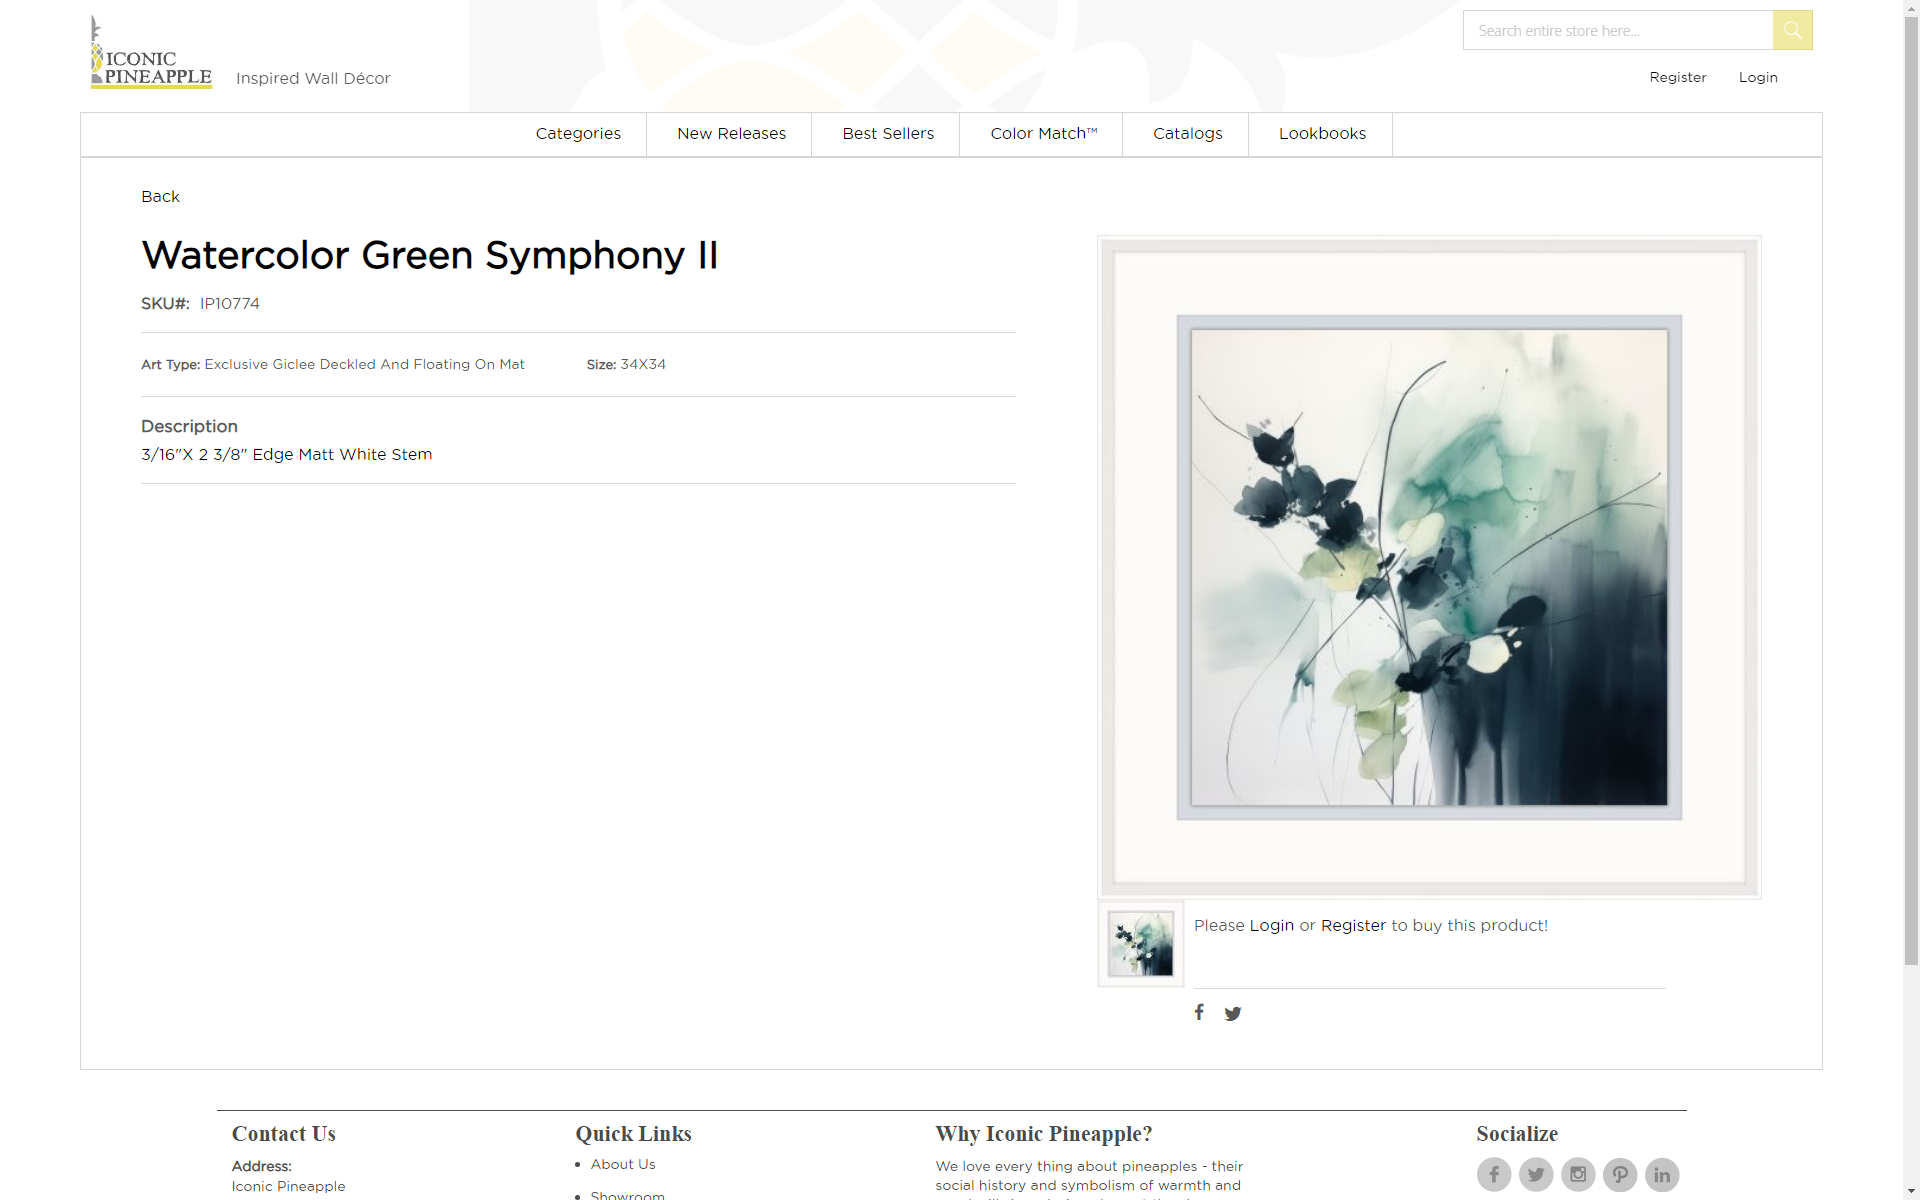 ICONIC
PINEAPPLE
Inspired Wall Décor
Search entire store here...
Register Login
Categories New Releases Best Sellers Color Match™ Catalogs Lookbooks
Back
Watercolor Green Symphony II
SKU#: IP10774
Art Type: Exclusive Giclee Deckled And Floating On Mat Size: 34X34
Description
3/16"X 2 3/8" Edge Matt White Stem
Please Login or Register to buy this product!
Contact Us
Address:
Iconic Pineapple
Quick Links
• About Us
• Showroom
Why Iconic Pineapple?
We love every thing about pineapples - their
social history and symbolism of warmth and
Socialize